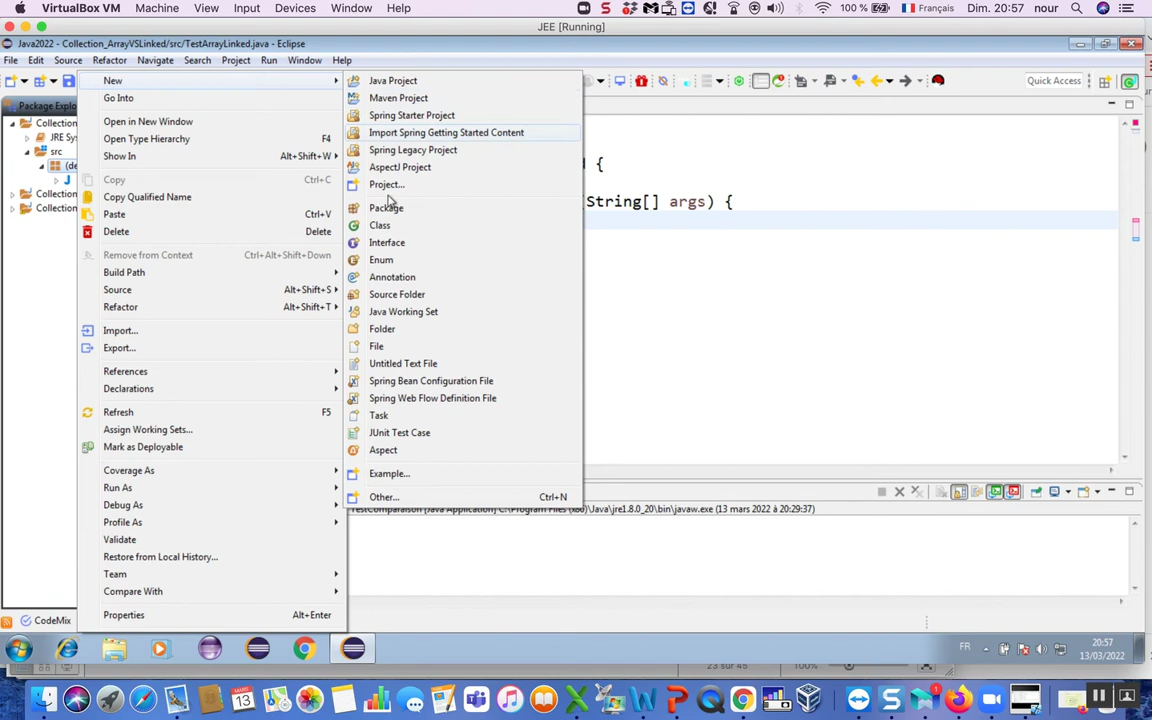 VirtualBox VM Machine View Input Devices Window Help 100 % Français Dim. 20:57 nour
JEE [Running]
Java2022 - Collection_ArrayVSLinked/src/TestArrayLinked.java - Eclipse
File Edit Source Refactor Navigate Search Project Run Window Help
Quick Access
Package Explo
Collection
JRE Sys
src
(de
J
Collection
Collection
New
Go Into
Open in New Window
Open Type Hierarchy F4
Show In Alt+Shift+W
Copy Ctrl+C
Copy Qualified Name
Paste Ctrl+V
Delete Delete
Remove from Context Ctrl+Alt+Shift+Down
Build Path
Source Alt+Shift+S
Refactor Alt+Shift+T
Import...
Export...
References
Declarations
Refresh F5
Assign Working Sets...
Mark as Deployable
Coverage As
Run As
Debug As
Profile As
Validate
Restore from Local History...
Team
Compare With
Properties Alt+Enter
Java Project
Maven Project
Spring Starter Project
Import Spring Getting Started Content
Spring Legacy Project
AspectJ Project
Project...
Package
Class
Interface
Enum
Annotation
Source Folder
Java Working Set
Folder
File
Untitled Text File
Spring Bean Configuration File
Spring Web Flow Definition File
Task
JUnit Test Case
Aspect
Example...
Other... Ctrl+N
{
String[] args) {
TestComparaison [Java Application] C:\Program Files (x86)\Java\jre1.8.0_20\bin\javaw.exe (13 mars 2022 à 20:29:37)
CodeMix
FR 20:57
13/03/2022
23 sur 45 100%
MARS
13
1